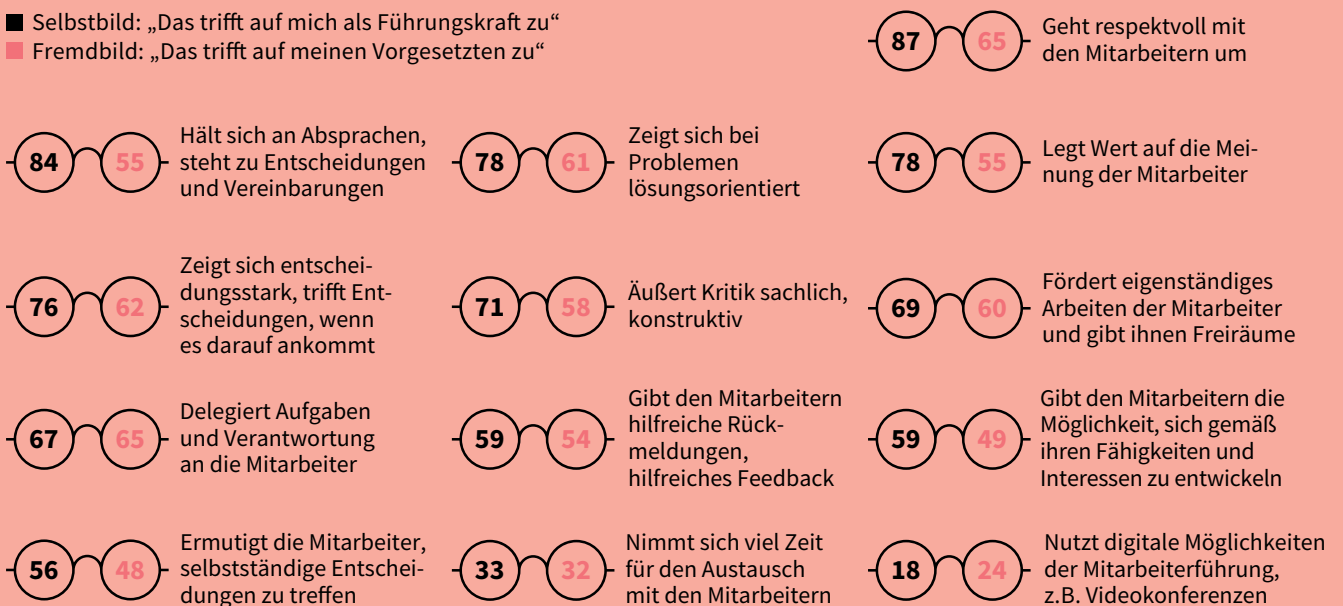 Selbstbild: „Das trifft auf mich als Führungskraft zu“
Fremdbild: „Das trifft auf meinen Vorgesetzten zu“
87 65
Geht respektvoll mit
den Mitarbeitern um
84 55
Hält sich an Absprachen,
steht zu Entscheidungen
und Vereinbarungen
78 61
Zeigt sich bei
Problemen
lösungsorientiert
78 55
Legt Wert auf die Mei-
nung der Mitarbeiter
76 62
Zeigt sich entschei-
dungsstark, trifft Ent-
scheidungen, wenn
es darauf ankommt
71 58
Äußert Kritik sachlich,
konstruktiv
69 60
Fördert eigenständiges
Arbeiten der Mitarbeiter
und gibt ihnen Freiräume
67 65
Delegiert Aufgaben
und Verantwortung
an die Mitarbeiter
59 54
Gibt den Mitarbeitern
hilfreiche Rück-
meldungen,
hilfreiches Feedback
59 49
Gibt den Mitarbeitern die
Möglichkeit, sich gemäß
ihren Fähigkeiten und
Interessen zu entwickeln
56 48
Ermutigt die Mitarbeiter,
selbstständige Entschei-
dungen zu treffen
33 32
Nimmt sich viel Zeit
für den Austausch
mit den Mitarbeitern
18 24
Nutzt digitale Möglichkeiten
der Mitarbeiterführung,
z.B. Videokonferenzen